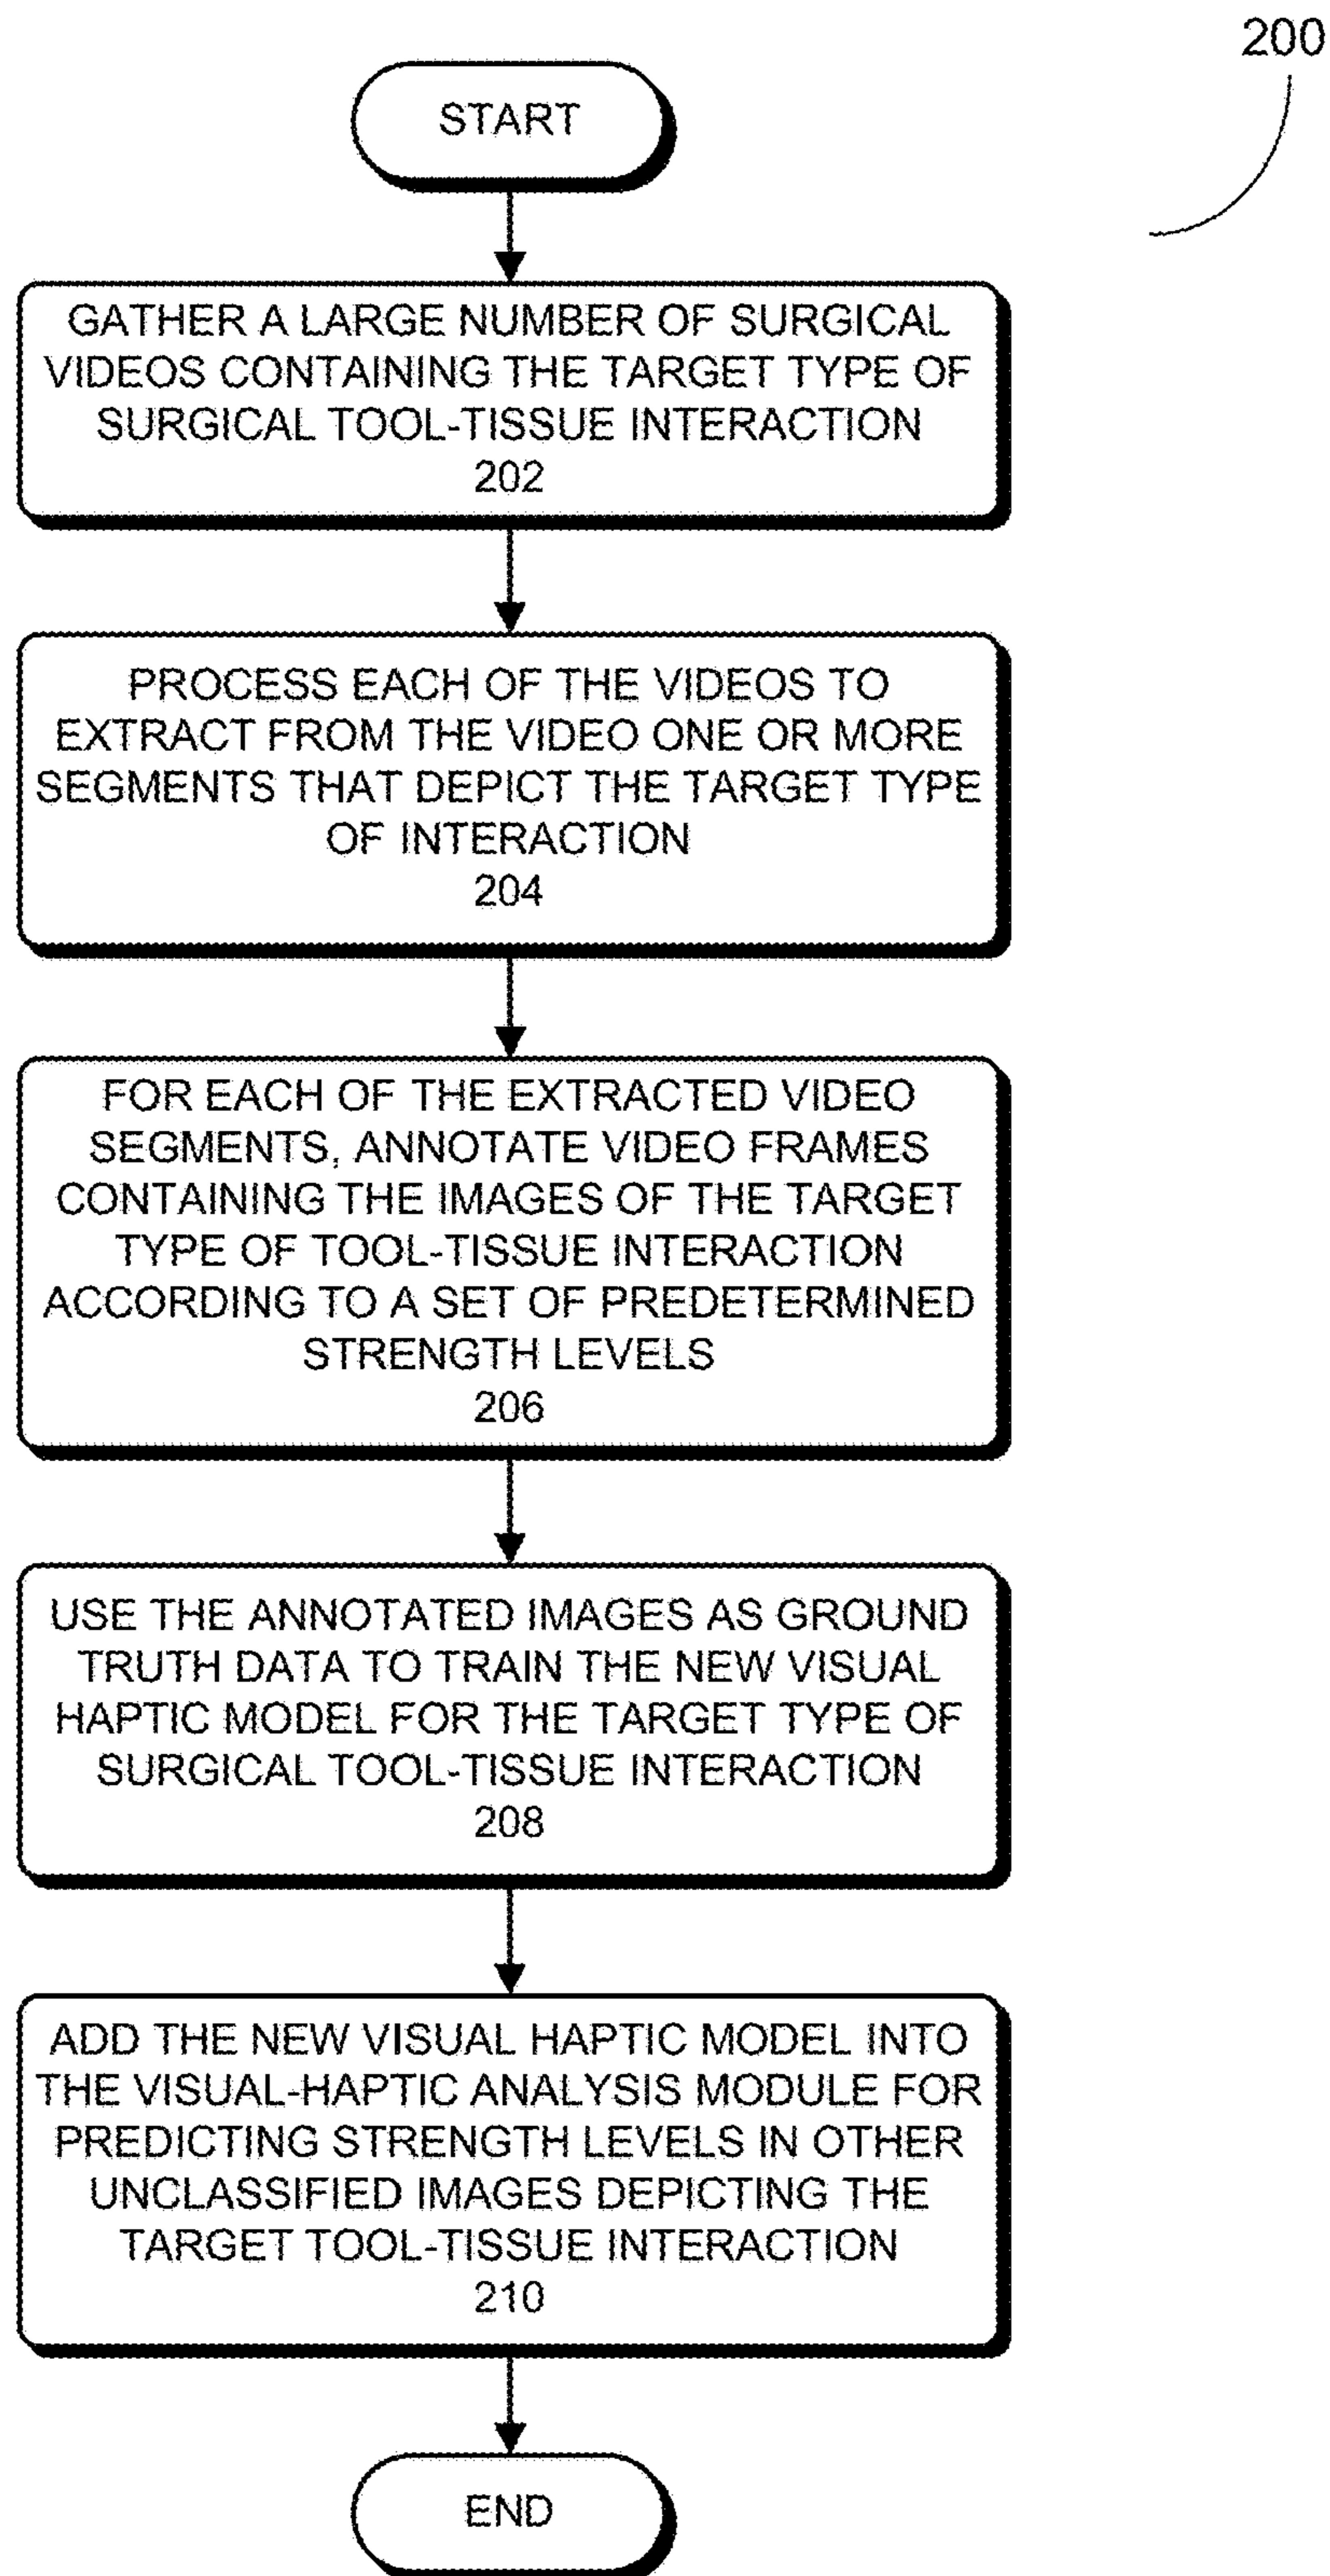 200
START
GATHER A LARGE NUMBER OF SURGICAL
VIDEOS CONTAINING THE TARGET TYPE OF
SURGICAL TOOL-TISSUE INTERACTION
202
PROCESS EACH OF THE VIDEOS TO
EXTRACT FROM THE VIDEO ONE OR MORE
SEGMENTS THAT DEPICT THE TARGET TYPE
OF INTERACTION
204
FOR EACH OF THE EXTRACTED VIDEO
SEGMENTS, ANNOTATE VIDEO FRAMES
CONTAINING THE IMAGES OF THE TARGET
TYPE OF TOOL-TISSUE INTERACTION
ACCORDING TO A SET OF PREDETERMINED
STRENGTH LEVELS
206
USE THE ANNOTATED IMAGES AS GROUND
TRUTH DATA TO TRAIN THE NEW VISUAL
HAPTIC MODEL FOR THE TARGET TYPE OF
SURGICAL TOOL-TISSUE INTERACTION
208
ADD THE NEW VISUAL HAPTIC MODEL INTO
THE VISUAL-HAPTIC ANALYSIS MODULE FOR
PREDICTING STRENGTH LEVELS IN OTHER
UNCLASSIFIED IMAGES DEPICTING THE
TARGET TOOL-TISSUE INTERACTION
210
END